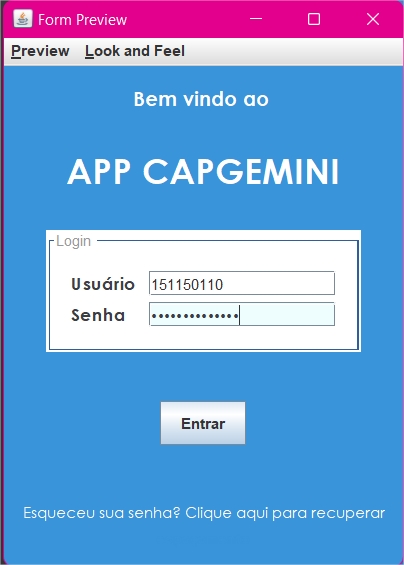 Form Preview
Preview Look and Feel
Bem vindo ao
APP CAPGEMINI
Login
Usuário 151150110
Senha ••••••••••••••
Entrar
Esqueceu sua senha? Clique aqui para recuperar